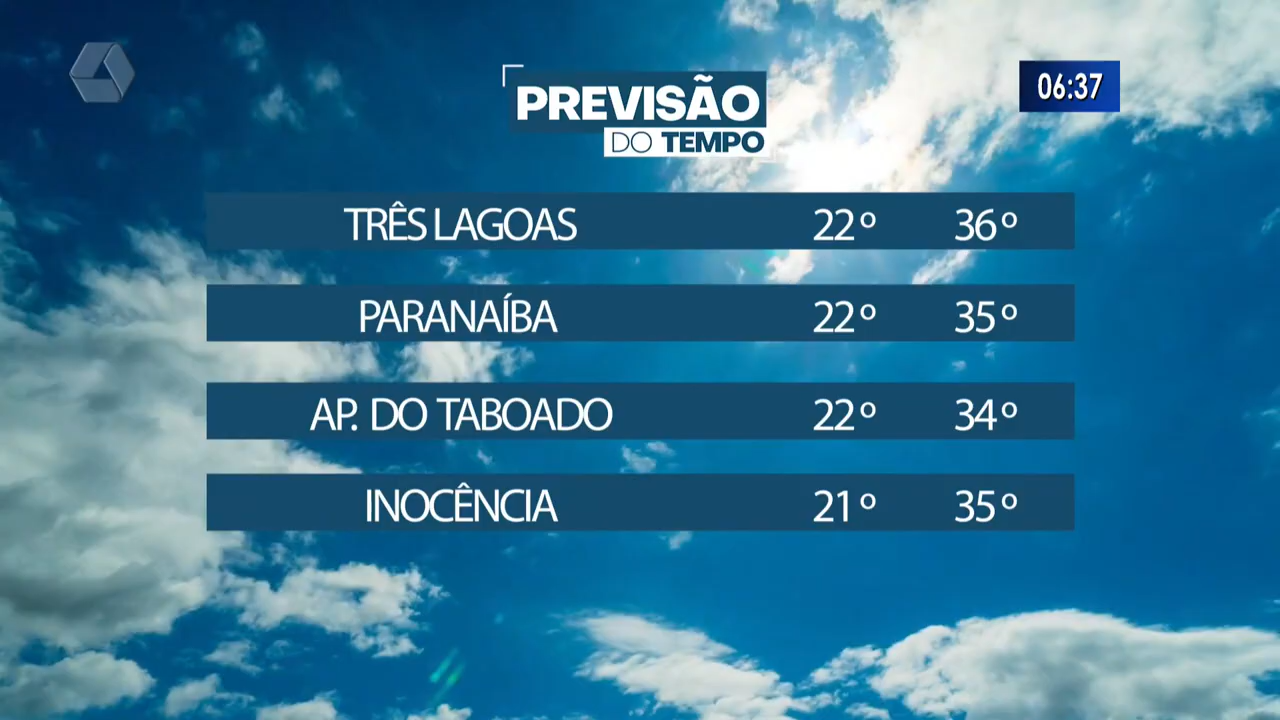 PREVISÃO
DO TEMPO
06:37
TRÊS LAGOAS 22º 36º
PARANAÍBA 22º 35º
AP. DO TABOADO 22º 34º
INOCÊNCIA 21º 35º